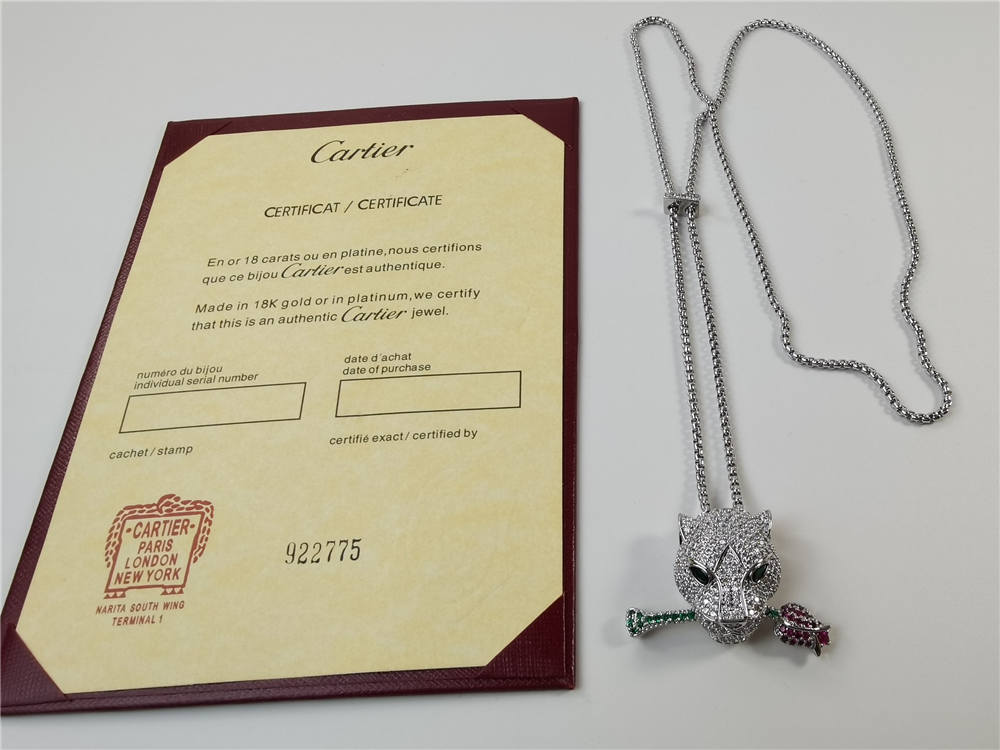 Cartier
CERTIFICAT / CERTIFICATE
En or 18 carats ou en platine,nous certifions
que ce bijou Cartier est authentique.
Made in 18K gold or in platinum,we certify
that this is an authentic Cartier jewel.
numéro du bijou
individual serial number
date d'achat
date of purchase
cachet / stamp
certifié exact / certified by
·CARTIER·
PARIS
LONDON
NEW YORK
NARITA SOUTH WING
TERMINAL 1
922775